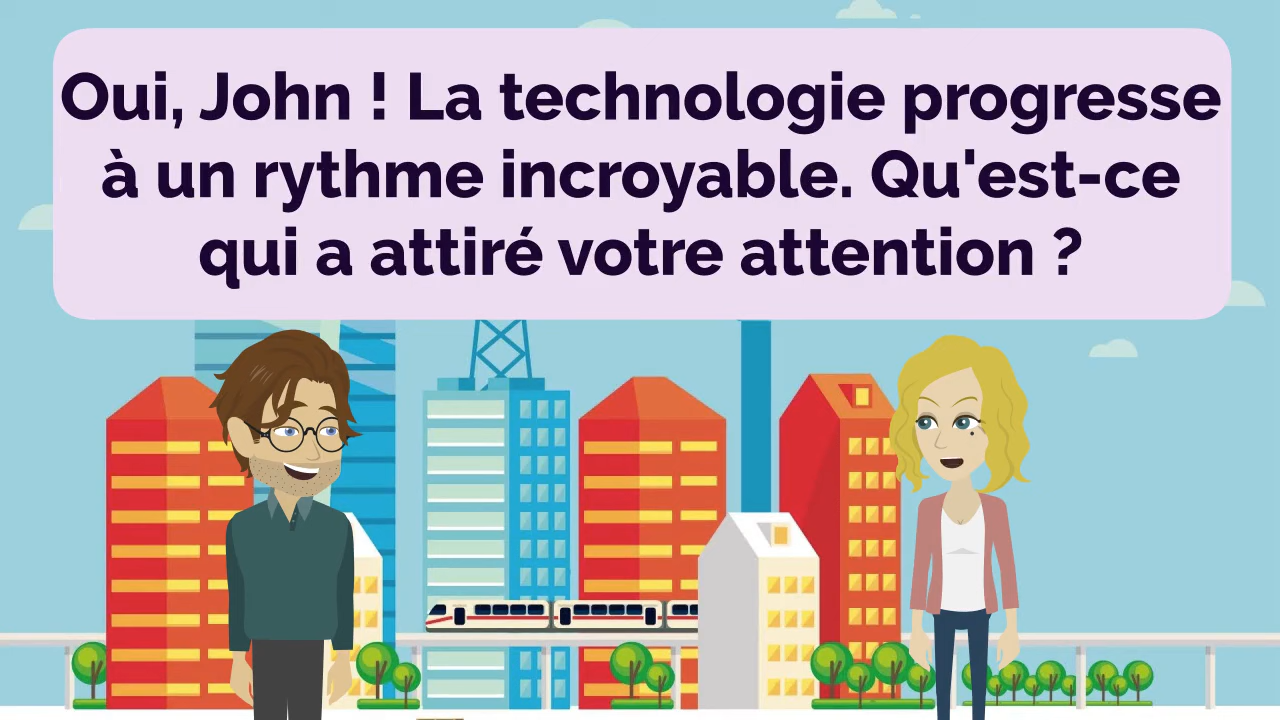 Oui, John ! La technologie progresse
à un rythme incroyable. Qu'est-ce
qui a attiré votre attention ?